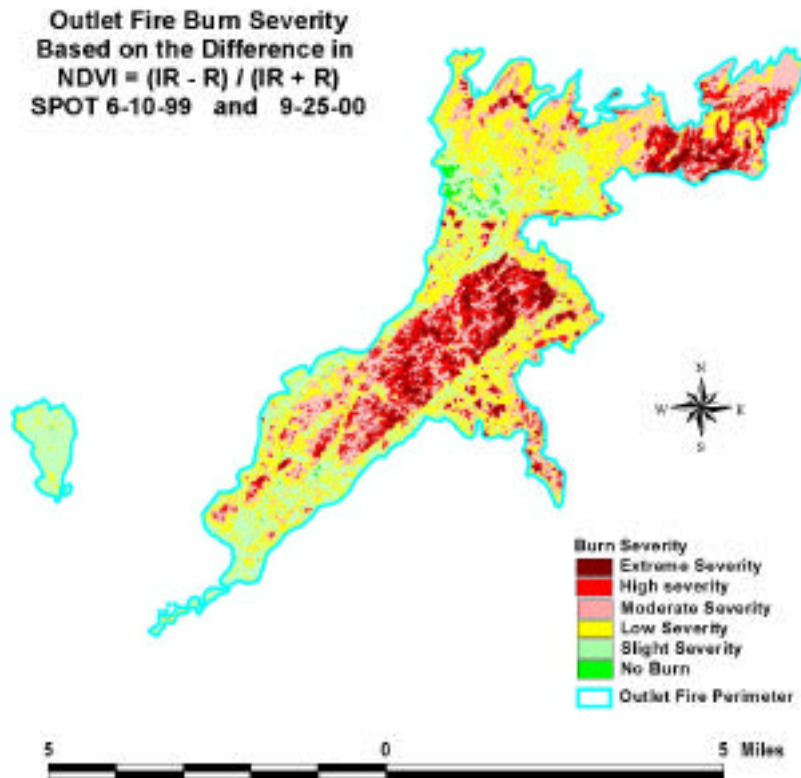 Outlet Fire Burn Severity
Based on the Difference in
NDVI = (IR - R) / (IR + R)
SPOT 6-10-99 and 9-25-00
N
W E
S
Burn Severity
Extreme Severity
High severity
Moderate Severity
Low Severity
Slight Severity
No Burn
Outlet Fire Perimeter
5 0 5 Miles